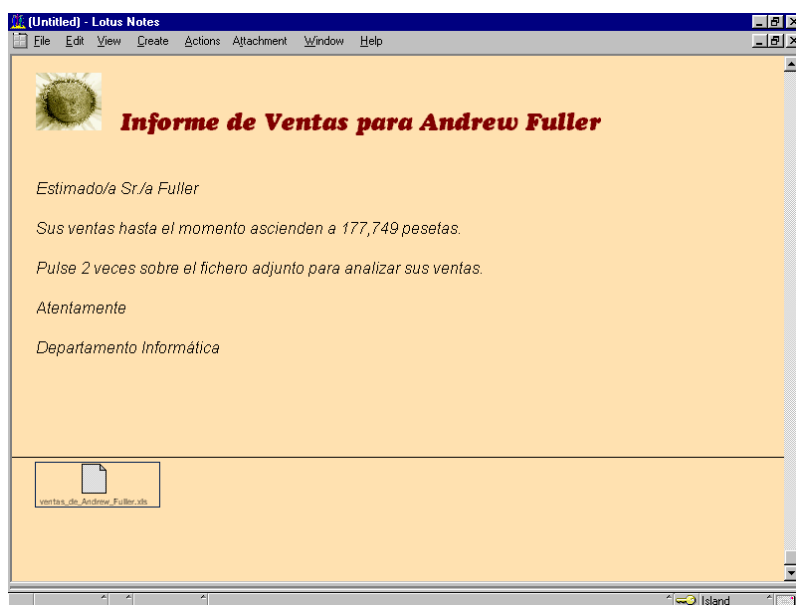 (Untitled) - Lotus Notes
File Edit View Create Actions Attachment Window Help
Informe de Ventas para Andrew Fuller
Estimado/a Sr./a Fuller
Sus ventas hasta el momento ascienden a 177,749 pesetas.
Pulse 2 veces sobre el fichero adjunto para analizar sus ventas.
Atentamente
Departamento Informática
ventas_de_Andrew_Fuller.xls
Island